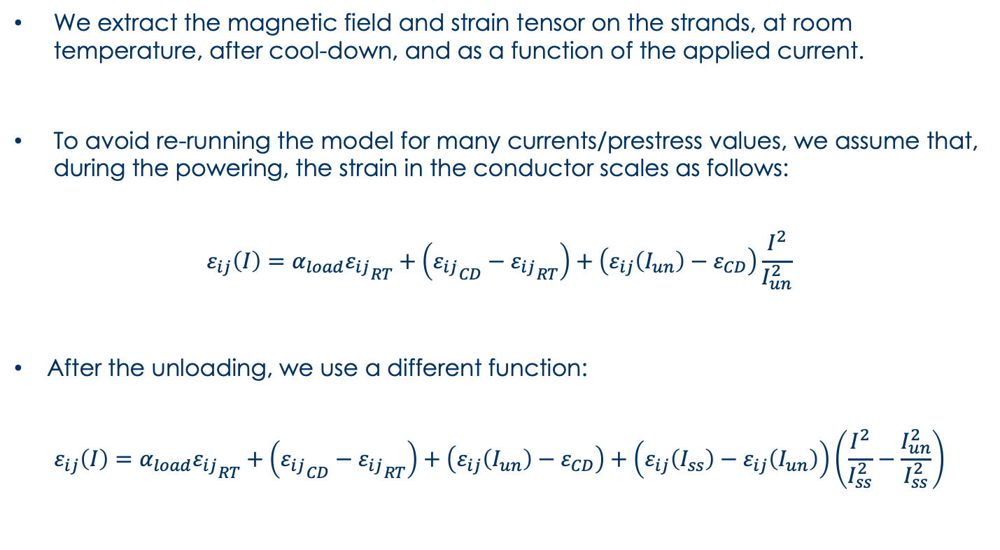 • We extract the magnetic field and strain tensor on the strands, at room
temperature, after cool-down, and as a function of the applied current.
• To avoid re-running the model for many currents/prestress values, we assume that,
during the powering, the strain in the conductor scales as follows:
$\varepsilon_{ij}(I) = \alpha_{load}\varepsilon_{ij_{RT}} + \left(\varepsilon_{ij_{CD}} - \varepsilon_{ij_{RT}}\right) + \left(\varepsilon_{ij}(I_{un}) - \varepsilon_{CD}\right)\frac{I^2}{I_{un}^2}$
• After the unloading, we use a different function:
$\varepsilon_{ij}(I) = \alpha_{load}\varepsilon_{ij_{RT}} + \left(\varepsilon_{ij_{CD}} - \varepsilon_{ij_{RT}}\right) + \left(\varepsilon_{ij}(I_{un}) - \varepsilon_{CD}\right) + \left(\varepsilon_{ij}(I_{ss}) - \varepsilon_{ij}(I_{un})\right)\left(\frac{I^2}{I_{ss}^2} - \frac{I_{un}^2}{I_{ss}^2}\right)$